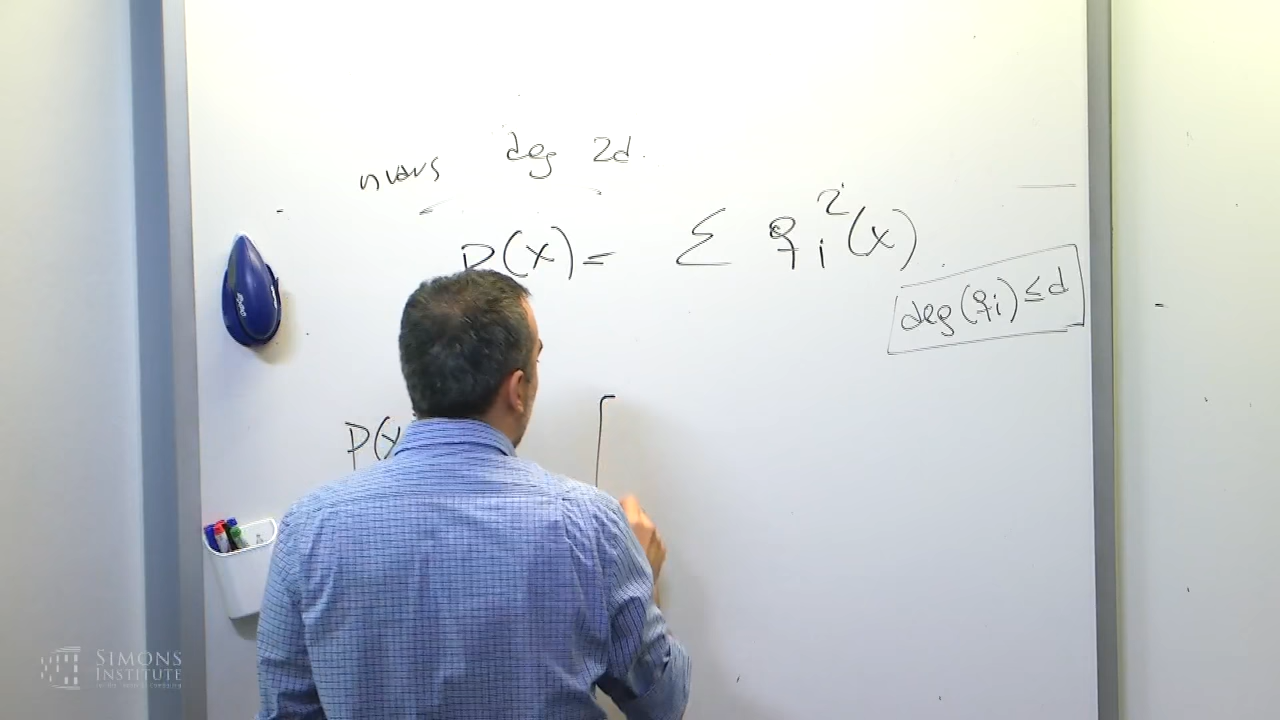 n vars deg 2d.
P(x) = Σ q_i^2(x).
deg(q_i) ≤ d
P(x
SIMONS
INSTITUTE